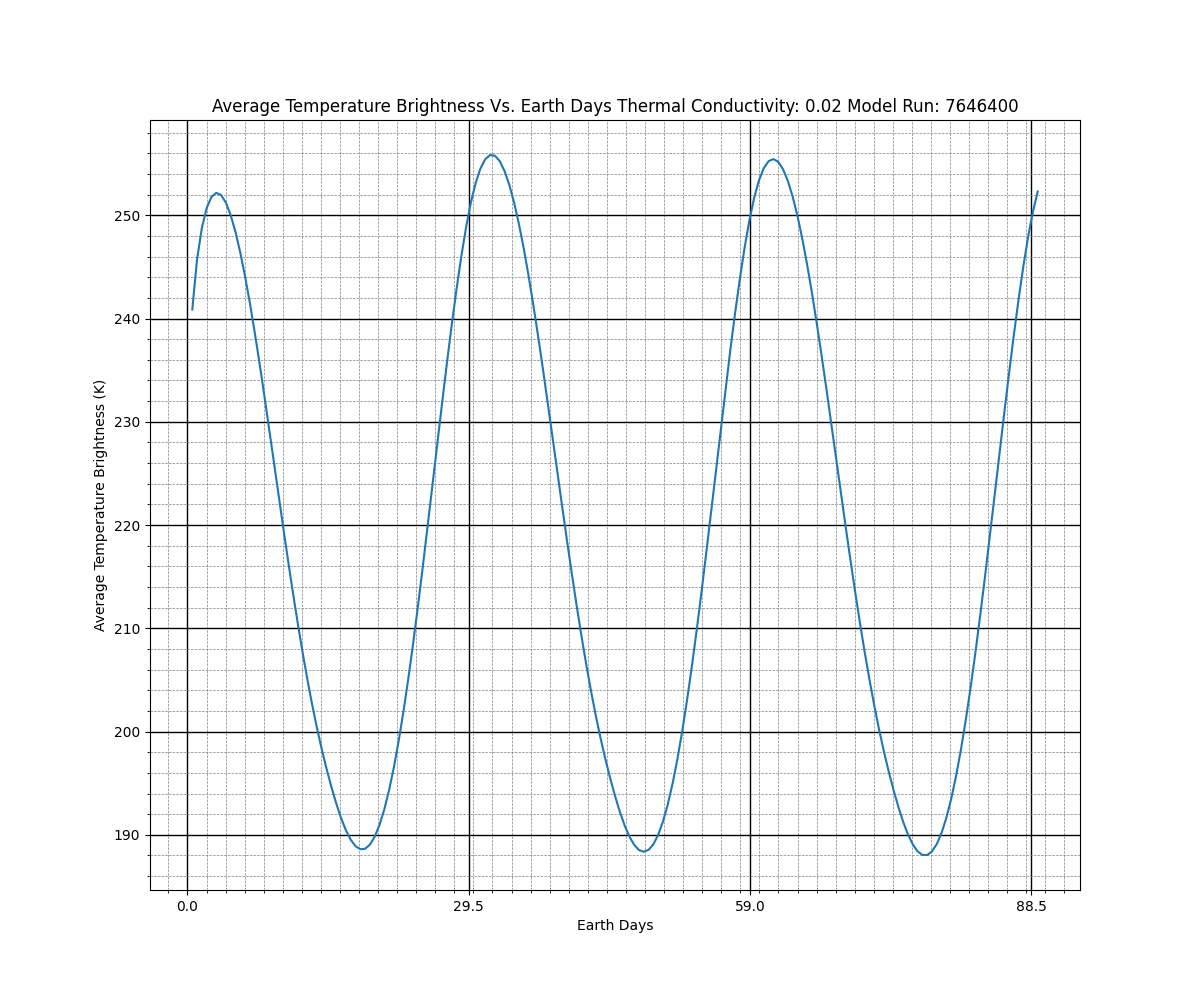 Average Temperature Brightness Vs. Earth Days Thermal Conductivity: 0.02 Model Run: 7646400
Average Temperature Brightness (K)
250
240
230
220
210
200
190
0.0 29.5 59.0 88.5
Earth Days